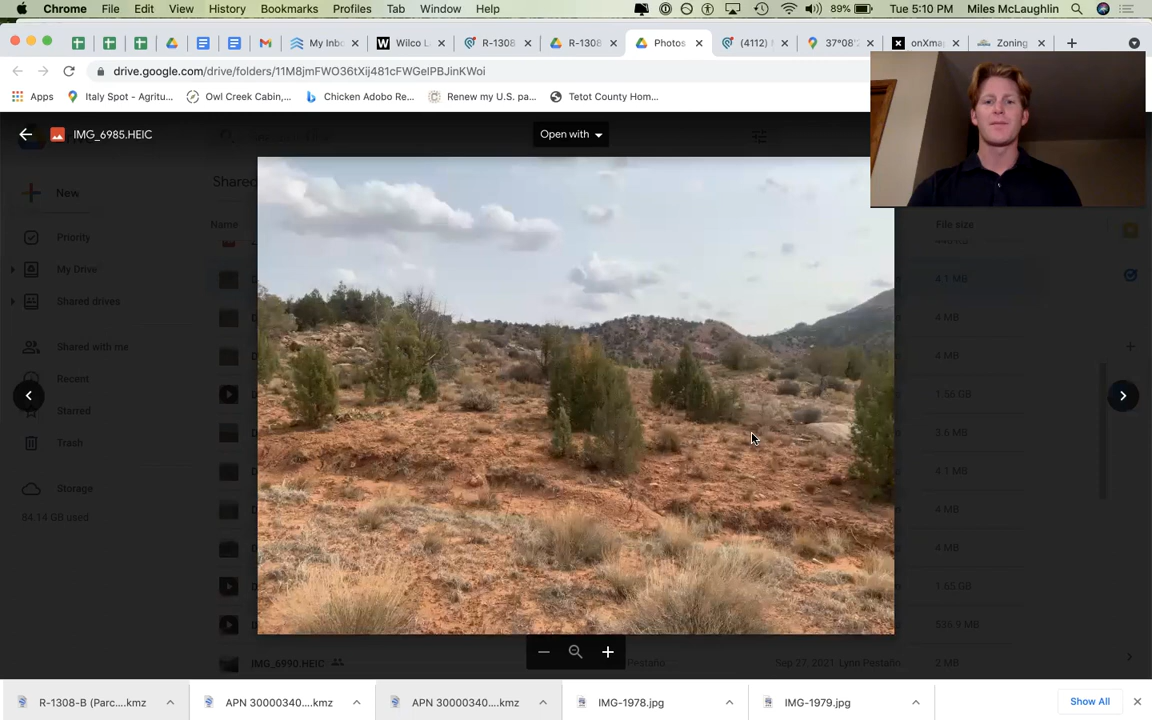 Chrome File Edit View History Bookmarks Profiles Tab Window Help 89% Tue 5:10 PM Miles McLaughlin
My Inb Wilco L R-1308 R-1308 Photos (4112) 37°08' onXma Zoning
drive.google.com/drive/folders/11M8jmFWO36tXij481cFWGelPBJinKWoi
Apps Italy Spot - Agritu... Owl Creek Cabin,... Chicken Adobo Re... Renew my U.S. pa... Tetot County Hom...
IMG_6985.HEIC Open with
New Shared
Priority Name File size
My Drive 4.1 MB
Shared drives 4 MB
Shared with me 4 MB
Recent 1.56 GB
Starred 3.6 MB
Trash 4.1 MB
Storage 4 MB
84.14 GB used 4 MB
1.65 GB
536.9 MB
IMG_6990.HEIC Pestaño... Sep 27, 2021 Lynn Pestaño 2 MB
R-1308-B (Parc....kmz APN 30000340....kmz APN 30000340....kmz IMG-1978.jpg IMG-1979.jpg Show All